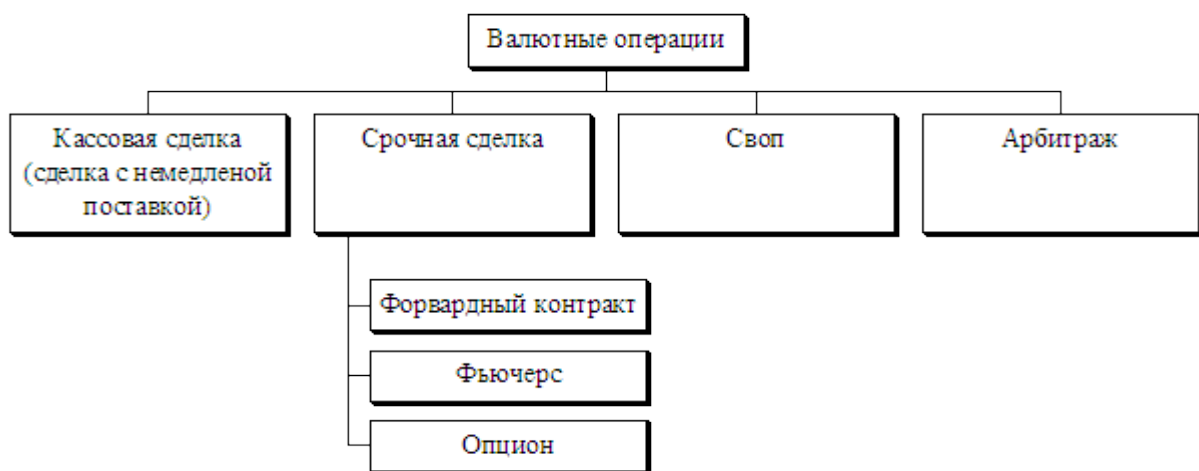 Валютные операции
Кассовая сделка
(сделка с немедленой
поставкой)
Срочная сделка
Своп
Арбитраж
Форвардный контракт
Фьючерс
Опцион